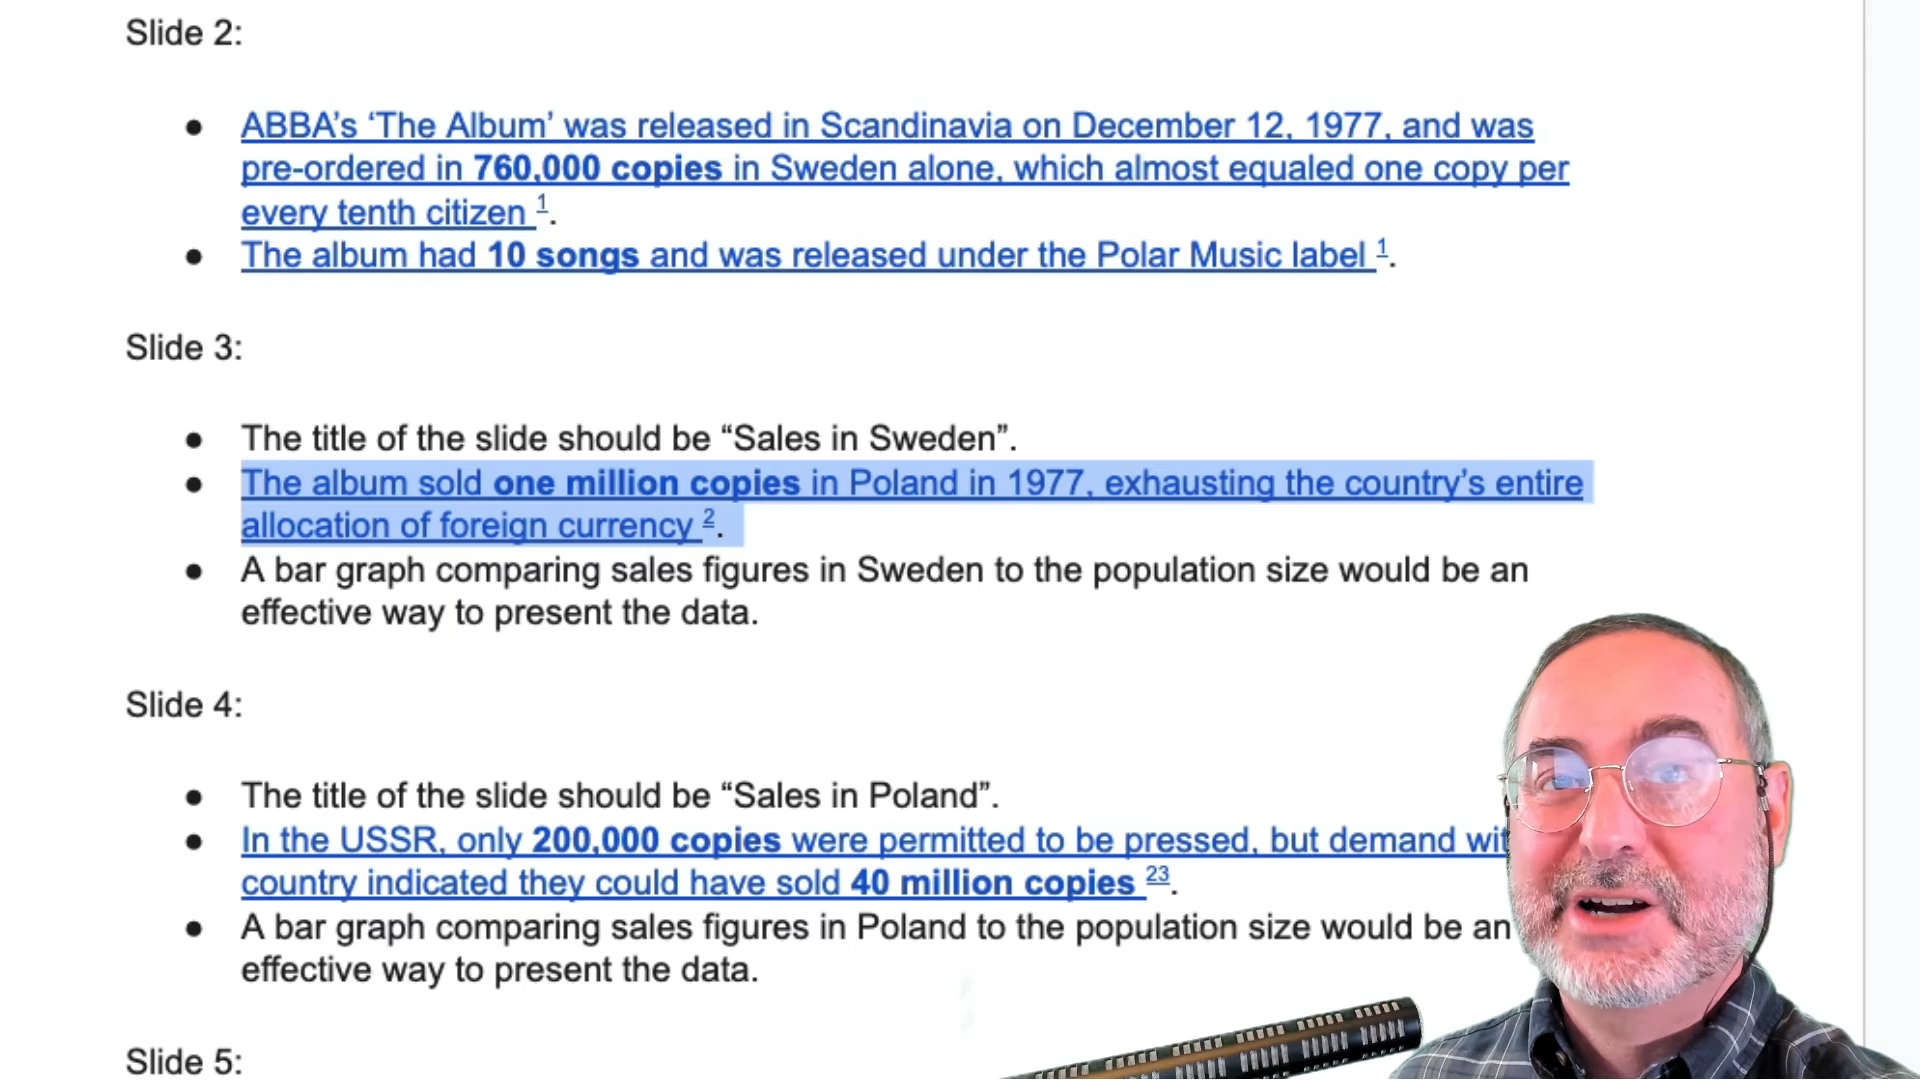 Slide 2:
● ABBA’s ‘The Album’ was released in Scandinavia on December 12, 1977, and was
pre-ordered in 760,000 copies in Sweden alone, which almost equaled one copy per
every tenth citizen 1.
● The album had 10 songs and was released under the Polar Music label 1.
Slide 3:
● The title of the slide should be “Sales in Sweden”.
● The album sold one million copies in Poland in 1977, exhausting the country’s entire
allocation of foreign currency 2.
● A bar graph comparing sales figures in Sweden to the population size would be an
effective way to present the data.
Slide 4:
● The title of the slide should be “Sales in Poland”.
● In the USSR, only 200,000 copies were permitted to be pressed, but demand wit
country indicated they could have sold 40 million copies 23.
● A bar graph comparing sales figures in Poland to the population size would be an
effective way to present the data.
Slide 5: